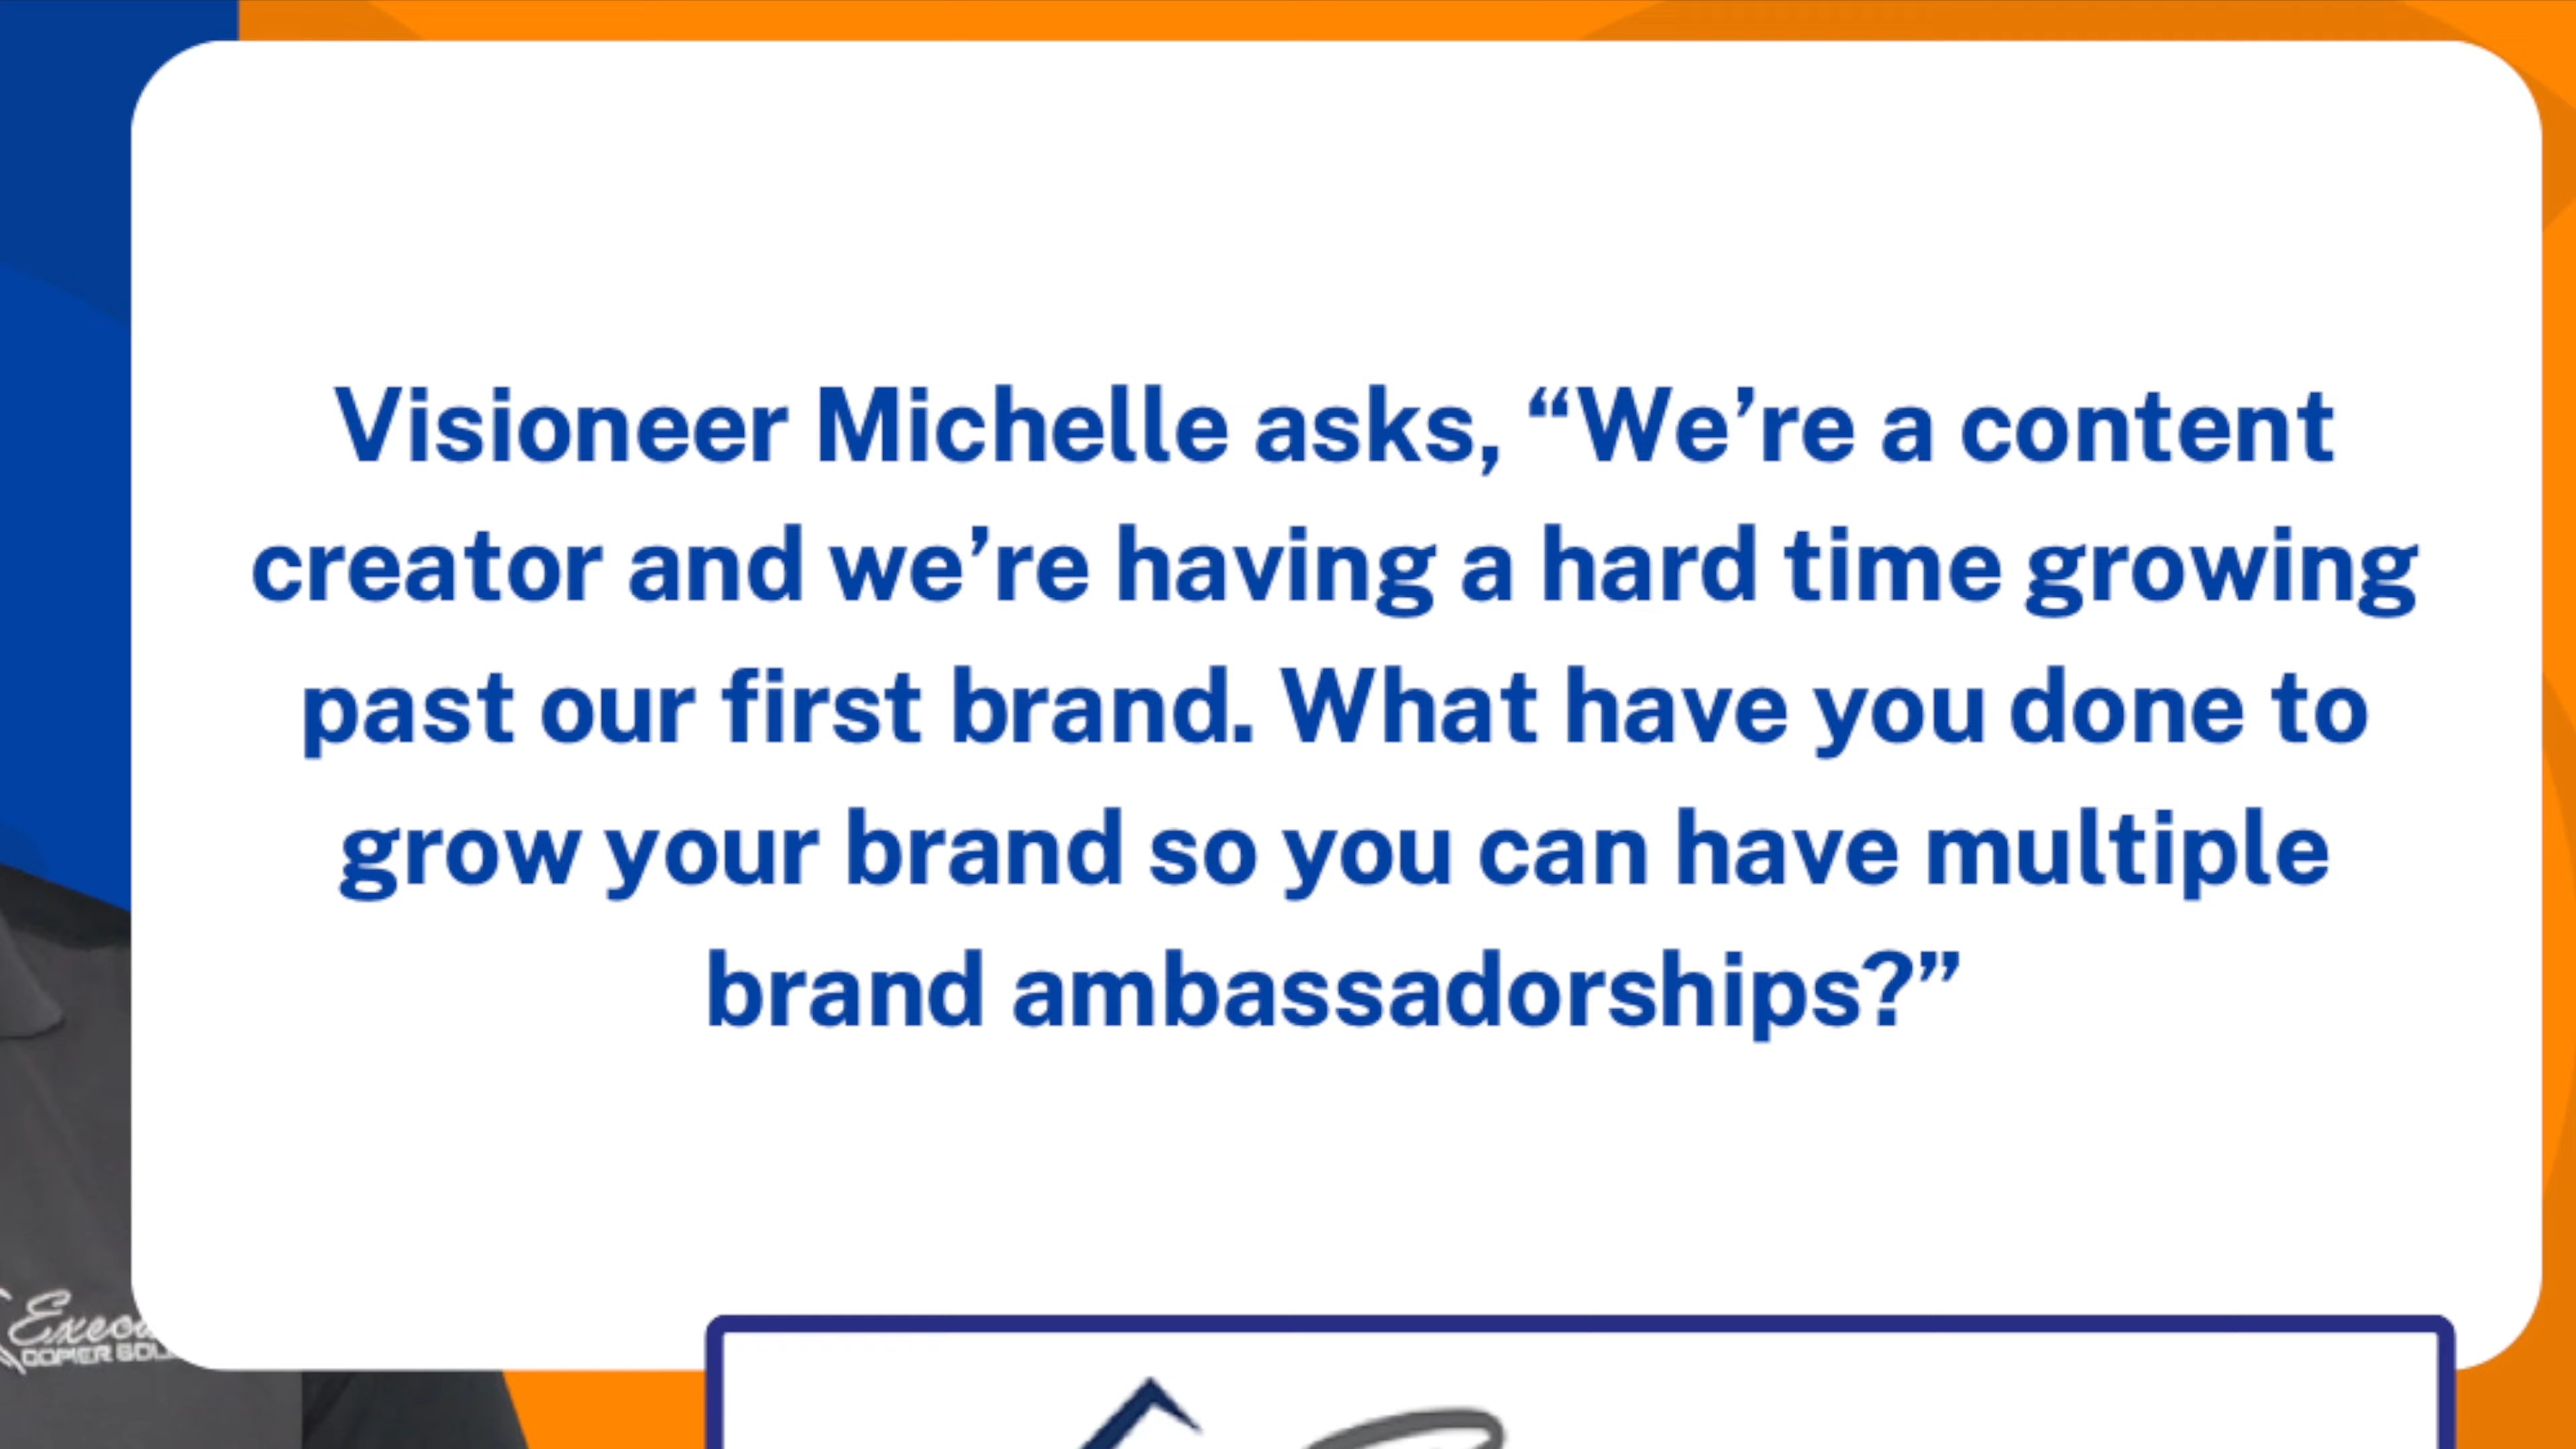 Visioneer Michelle asks, “We’re a content
creator and we’re having a hard time growing
past our first brand. What have you done to
grow your brand so you can have multiple
brand ambassadorships?”